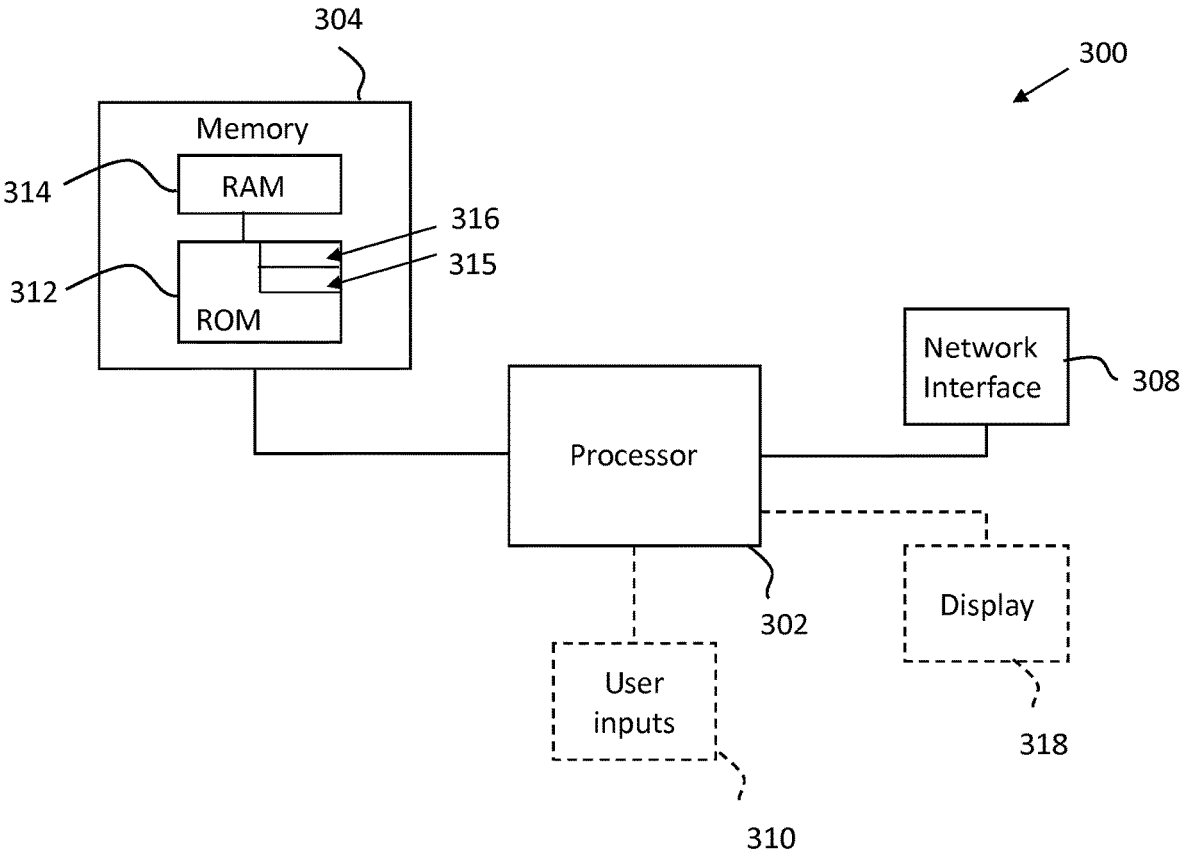 304
300
Memory
314
RAM
316
315
312
ROM
Network
Interface
308
Processor
302
Display
User
inputs
318
310